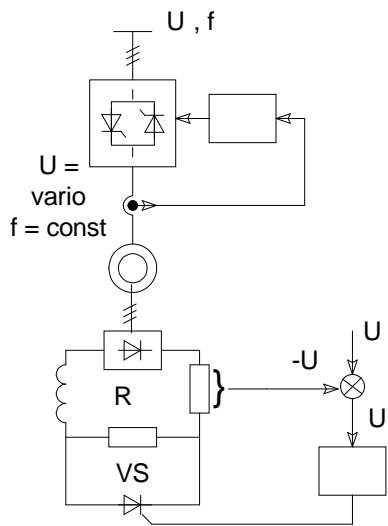 U , f
U =
vario
f = const
U
-U
R
U
VS